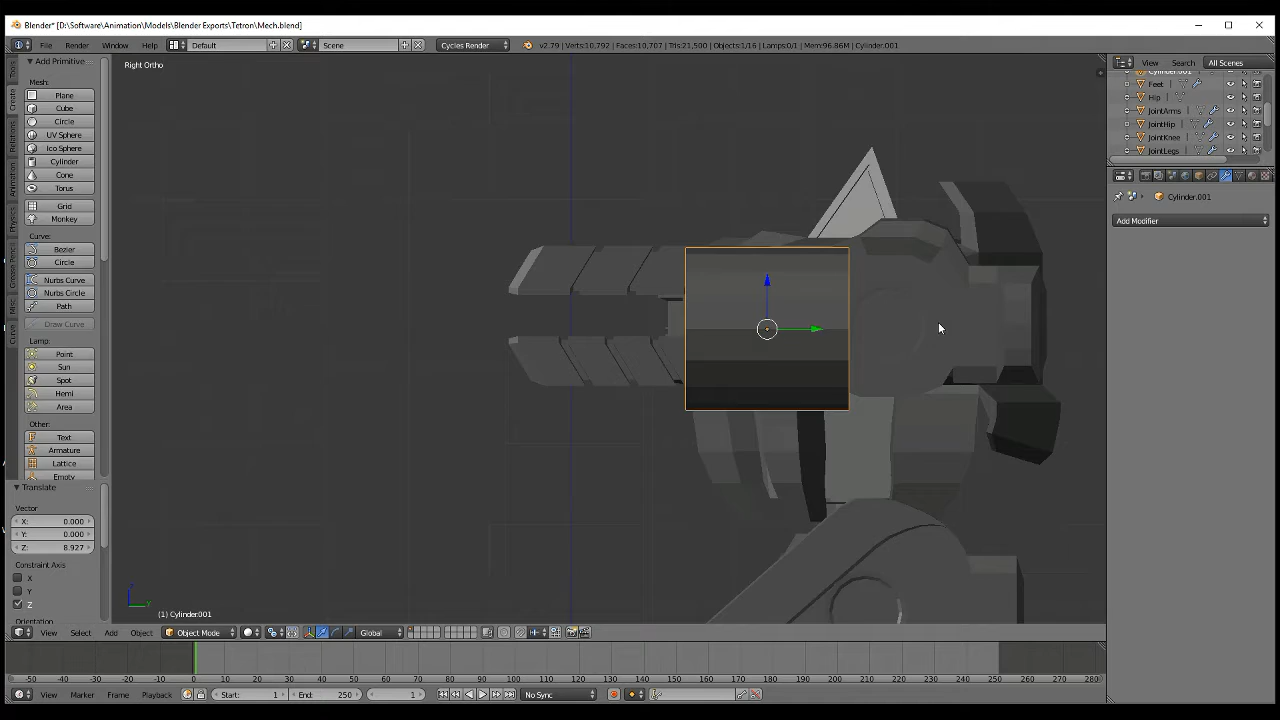 Blender* [D:\Software\Animation\Models\Blender Exports\Tetron\Mech.blend]
File Render Window Help Default Scene Cycles Render v2.79 | Verts:10,792 | Faces:10,707 | Tris:21,500 | Objects:1/16 | Lamps:0/1 | Mem:96.86M | Cylinder.001
Add Primitive Right Ortho View Search All Scenes
Tools
Create
Relations
Animation
Physics
Grease Pencil
Misc
Mesh:
Plane
Cube
Circle
UV Sphere
Ico Sphere
Cylinder
Cone
Torus
Grid
Monkey
Curve:
Bezier
Circle
Nurbs Curve
Nurbs Circle
Path
Draw Curve
Lamp:
Point
Sun
Spot
Hemi
Area
Other:
Text
Armature
Lattice
Empty
Translate
Vector
X: 0.000
Y: 0.000
Z: 8.927
Constraint Axis
X
Y
Z
Orientation
Cylinder.001
Feet
Hip
JointArms
JointHip
JointKnee
JointLegs
Cylinder.001
Add Modifier
(1) Cylinder.001
View Select Add Object Object Mode Global
-50 -40 -30 -20 -10 0 10 20 30 40 50 60 70 80 90 100 110 120 130 140 150 160 170 180 190 200 210 220 230 240 250 260 270 280
View Marker Frame Playback Start: 1 End: 250 1 No Sync